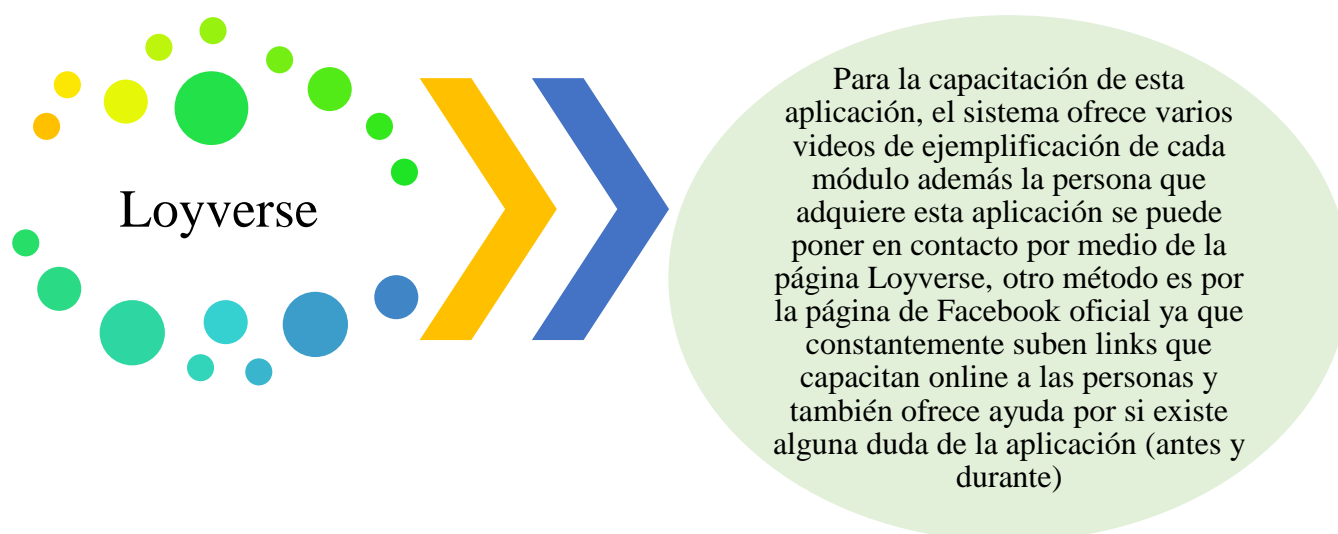 Loyverse
Para la capacitación de esta
aplicación, el sistema ofrece varios
videos de ejemplificación de cada
módulo además la persona que
adquiere esta aplicación se puede
poner en contacto por medio de la
página Loyverse, otro método es por
la página de Facebook oficial ya que
constantemente suben links que
capacitan online a las personas y
también ofrece ayuda por si existe
alguna duda de la aplicación (antes y
durante)